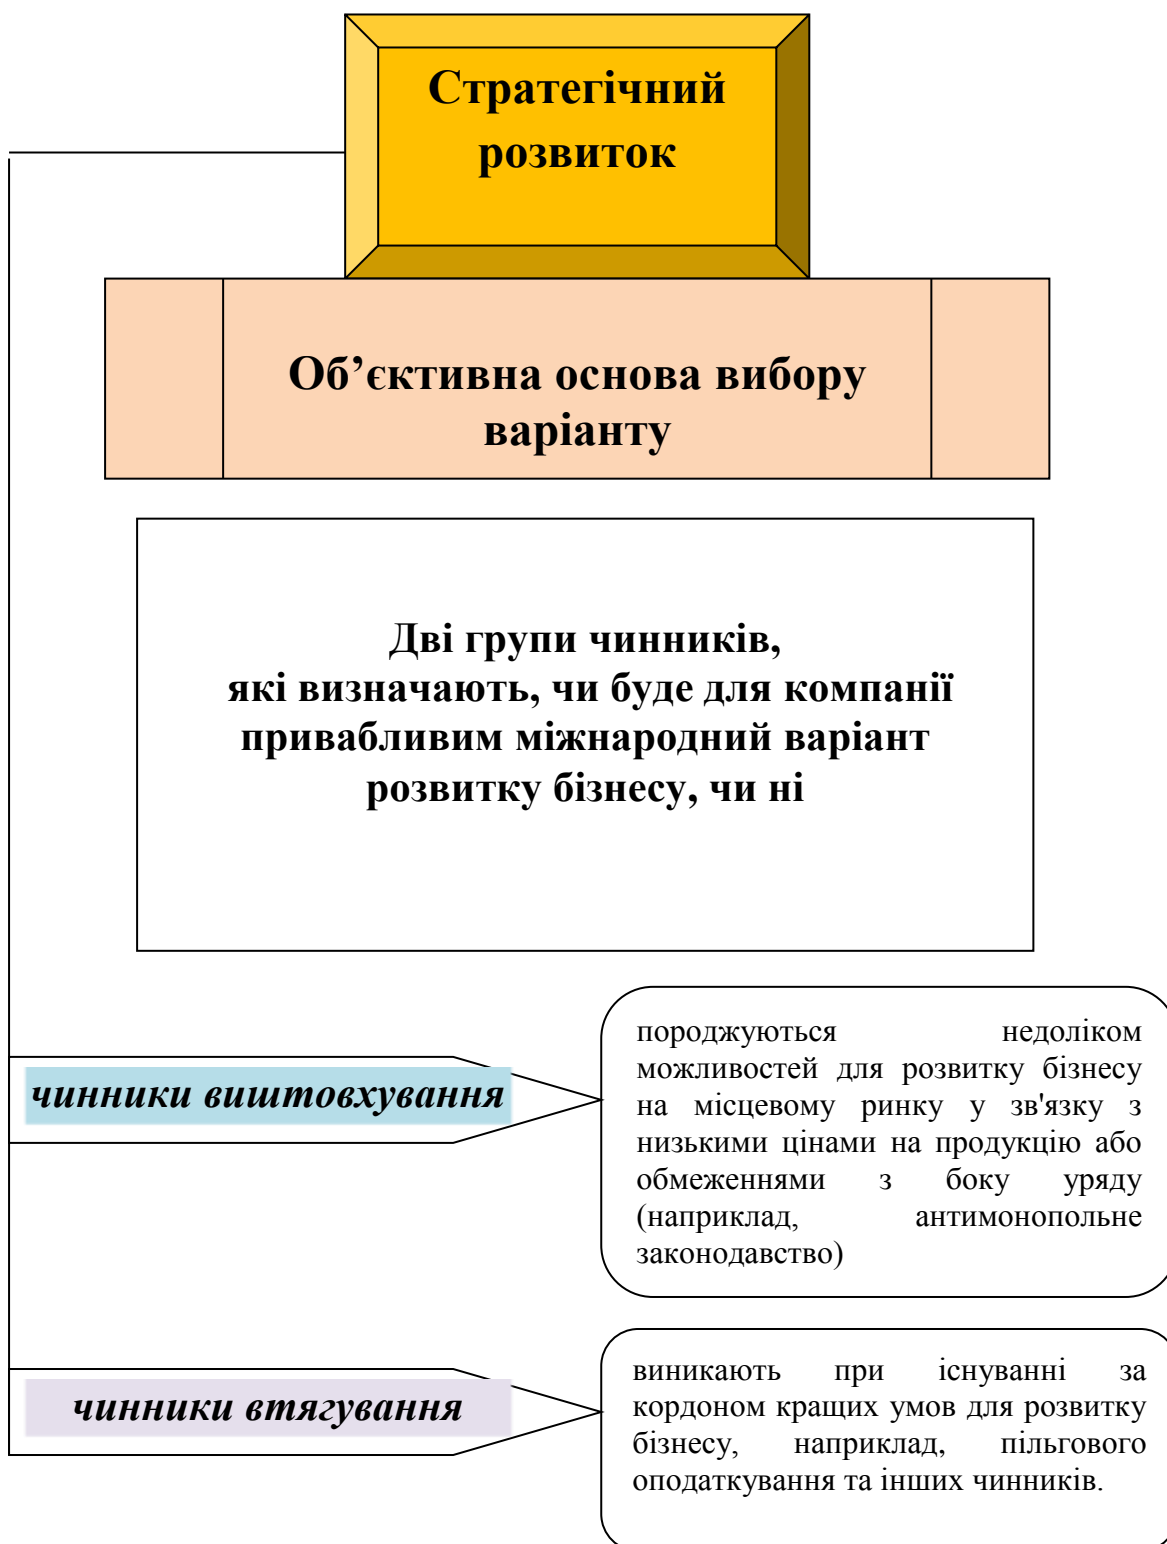 Стратегічний
розвиток
Об’єктивна основа вибору
варіанту
Дві групи чинників,
які визначають, чи буде для компанії
привабливим міжнародний варіант
розвитку бізнесу, чи ні
чинники виштовхування
породжуються недоліком
можливостей для розвитку бізнесу
на місцевому ринку у зв'язку з
низькими цінами на продукцію або
обмеженнями з боку уряду
(наприклад, антимонопольне
законодавство)
чинники втягування
виникають при існуванні за
кордоном кращих умов для розвитку
бізнесу, наприклад, пільгового
оподаткування та інших чинників.